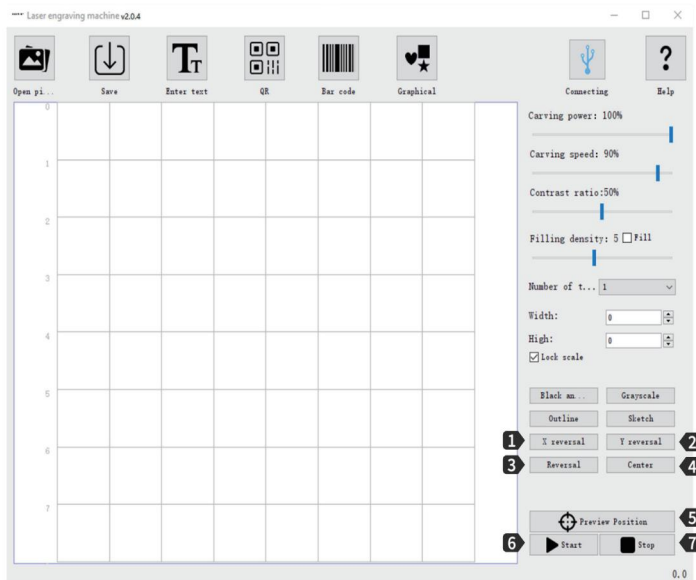 Laser engraving machine v2.0.4
Open pi... Save Enter text QR Bar code Graphical Connecting Help
0
1
2
3
4
5
6
7
Carving power: 100%
Carving speed: 90%
Contrast ratio:50%
Filling density: 5 Fill
Number of t... 1
Width: 0
High: 0
Lock scale
Black an... Grayscale
Outline Sketch
1 X reversal Y reversal 2
3 Reversal Center 4
Preview Position 5
6 Start Stop 7
0.0